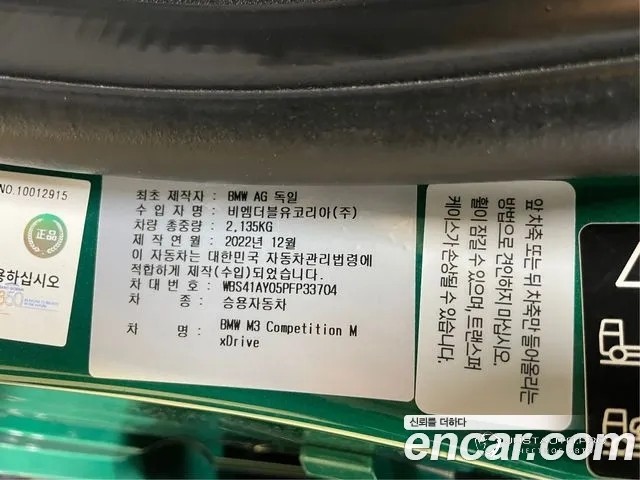 NO.10012915
正品
용하십시오
최초 제작자 : BMW AG 독일
수 입 자 명 : 비엠더블유코리아(주)
차량 총중량 : 2,135KG
제 작 연 월 : 2022년 12월
이 자동차는 대한민국 자동차관리법령에
적합하게 제작(수입)되었습니다.
차 대 번 호 : WBS41AY05PFP33704
차 종 : 승용자동차
차 명 : BMW M3 Competition M
xDrive
앞 차축 또는 뒤 차축만 들어올리는
방법으로 견인하지 마십시오.
휠이 잠길 수 있으며, 트랜스퍼
케이스가 손상될 수 있습니다.
신뢰를 더하다
encar.com